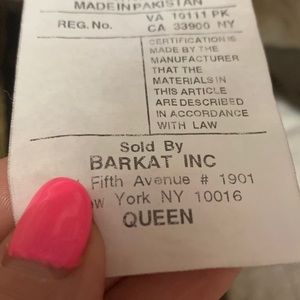 MADE IN PAKISTAN
REG. No. VA 10111 PK
CA 33900 NY
CERTIFICATION IS
MADE BY THE
MANUFACTURER
THAT THE
MATERIALS IN
THIS ARTICLE
ARE DESCRIBED
IN ACCORDANCE
WITH LAW
Sold By
BARKAT INC
Fifth Avenue # 1901
ew York NY 10016
QUEEN